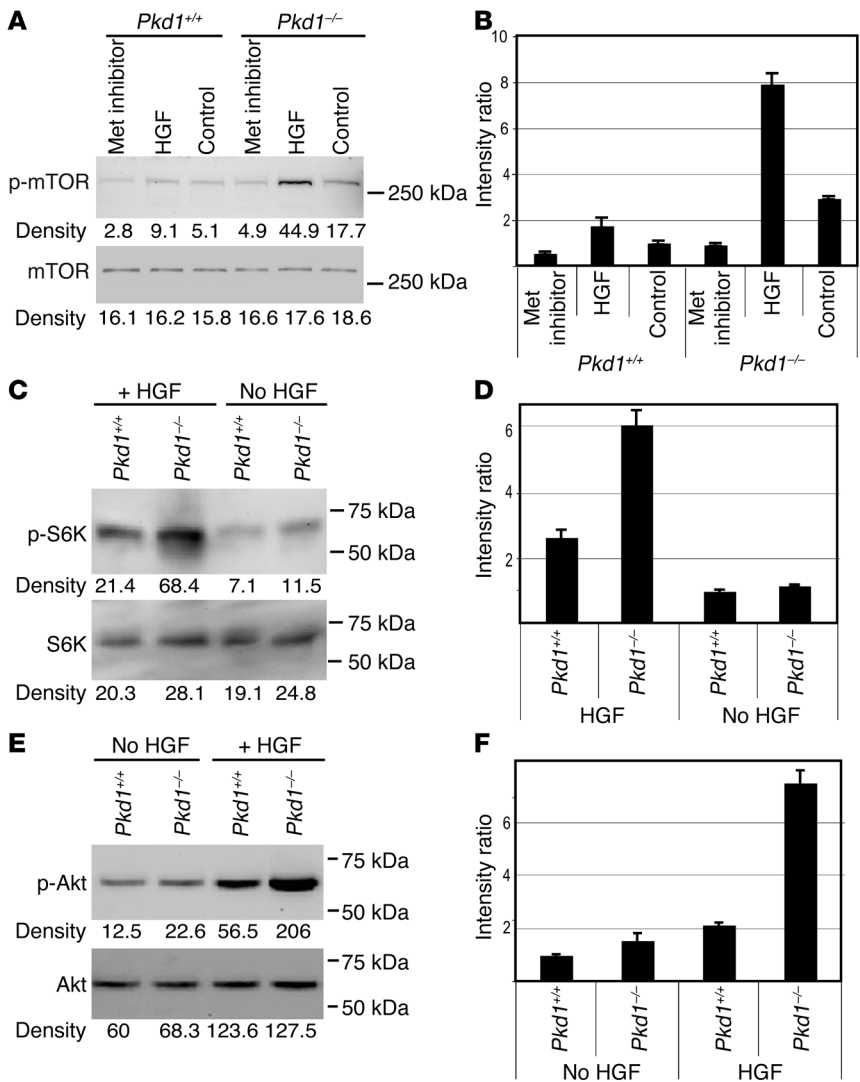 A
Pkd1+/+ Pkd1–/–
Met inhibitor HGF Control Met inhibitor HGF Control
p-mTOR
250 kDa
Density 2.8 9.1 5.1 4.9 44.9 17.7
mTOR
250 kDa
Density 16.1 16.2 15.8 16.6 17.6 18.6
B
Intensity ratio
10
8
6
4
2
Met inhibitor HGF Control Met inhibitor HGF Control
Pkd1+/+ Pkd1–/–
C
+ HGF No HGF
Pkd1+/+ Pkd1–/– Pkd1+/+ Pkd1–/–
75 kDa
p-S6K
50 kDa
Density 21.4 68.4 7.1 11.5
75 kDa
S6K
50 kDa
Density 20.3 28.1 19.1 24.8
D
Intensity ratio
6
4
2
Pkd1+/+ Pkd1–/– Pkd1+/+ Pkd1–/–
HGF No HGF
E
No HGF + HGF
Pkd1+/+ Pkd1–/– Pkd1+/+ Pkd1–/–
75 kDa
p-Akt
50 kDa
Density 12.5 22.6 56.5 206
75 kDa
Akt
50 kDa
Density 60 68.3 123.6 127.5
F
Intensity ratio
6
4
2
Pkd1+/+ Pkd1–/– Pkd1+/+ Pkd1–/–
No HGF HGF